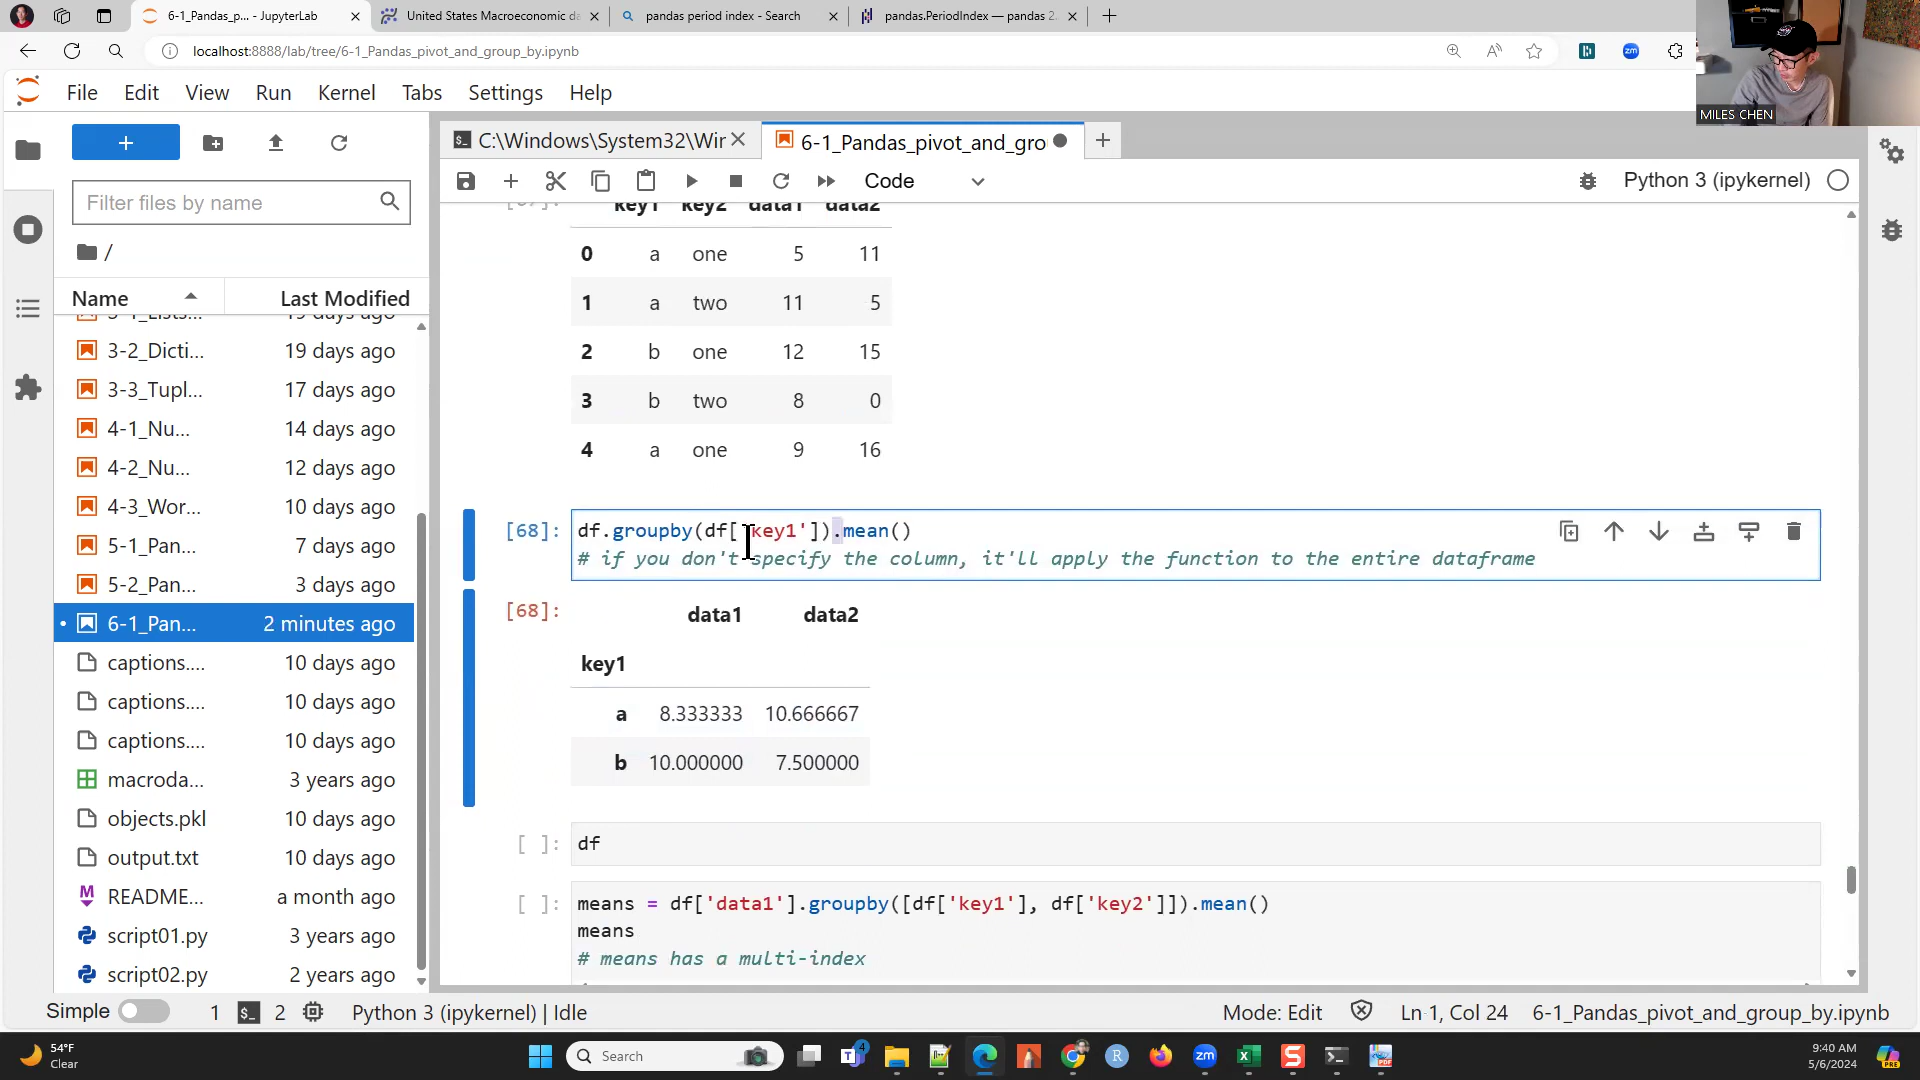 6-1_Pandas_p... - JupyterLab
United States Macroeconomic da
pandas period index - Search
pandas.PeriodIndex — pandas 2.
localhost:8888/lab/tree/6-1_Pandas_pivot_and_group_by.ipynb
zm
MILES CHEN
File Edit View Run Kernel Tabs Settings Help
C:\Windows\System32\Wir
6-1_Pandas_pivot_and_gro
Code
Python 3 (ipykernel)
Filter files by name
/
Name Last Modified
3-1_Lists... 19 days ago
3-2_Dicti... 19 days ago
3-3_Tupl... 17 days ago
4-1_Nu... 14 days ago
4-2_Nu... 12 days ago
4-3_Wor... 10 days ago
5-1_Pan... 7 days ago
5-2_Pan... 3 days ago
6-1_Pan... 2 minutes ago
captions.... 10 days ago
captions.... 10 days ago
captions.... 10 days ago
macroda... 3 years ago
objects.pkl 10 days ago
output.txt 10 days ago
README... a month ago
script01.py 3 years ago
script02.py 2 years ago
[67]:
key1 key2 data1 data2
0 a one 5 11
1 a two 11 5
2 b one 12 15
3 b two 8 0
4 a one 9 16
[68]:
df.groupby(df['key1']).mean()
# if you don't specify the column, it'll apply the function to the entire dataframe
[68]:
data1 data2
key1
a 8.333333 10.666667
b 10.000000 7.500000
[ ]:
df
[ ]:
means = df['data1'].groupby([df['key1'], df['key2']]).mean()
means
# means has a multi-index
Simple 1 2 Python 3 (ipykernel) | Idle
Mode: Edit Ln 1, Col 24 6-1_Pandas_pivot_and_group_by.ipynb
54°F
Clear
Search
4
R
zm
9:40 AM
5/6/2024
PRE